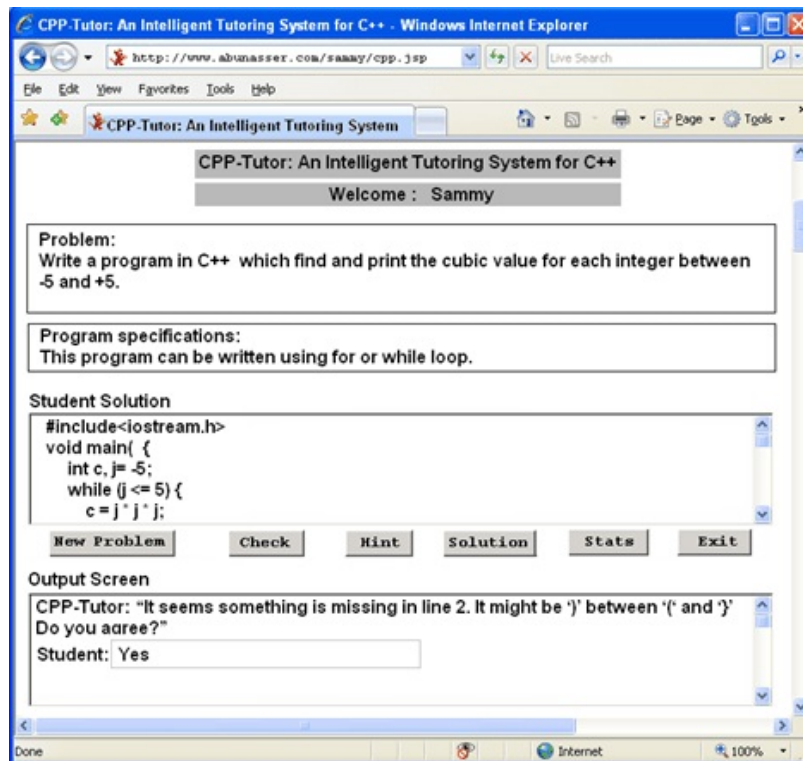 CPP-Tutor: An Intelligent Tutoring System for C++ - Windows Internet Explorer
http://www.abunasser.com/sammy/cpp.jsp
Live Search
File Edit View Favorites Tools Help
CPP-Tutor: An Intelligent Tutoring System
Page Tools
CPP-Tutor: An Intelligent Tutoring System for C++
Welcome : Sammy
Problem:
Write a program in C++ which find and print the cubic value for each integer between
-5 and +5.
Program specifications:
This program can be written using for or while loop.
Student Solution
#include<iostream.h>
void main( {
int c, j= -5;
while (j <= 5) {
c = j * j * j;
New Problem Check Hint Solution Stats Exit
Output Screen
CPP-Tutor: “It seems something is missing in line 2. It might be ‘)’ between ‘(‘ and ‘}’
Do you agree?”
Student: Yes
Done Internet 100%